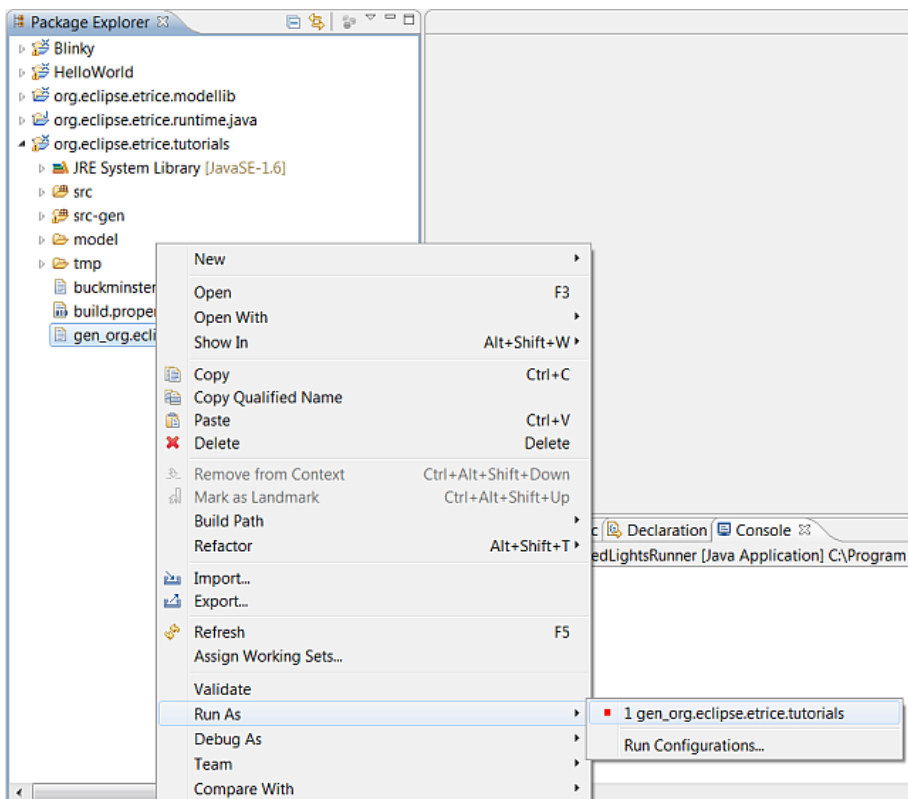 Package Explorer
Blinky
HelloWorld
org.eclipse.etrice.modellib
org.eclipse.etrice.runtime.java
org.eclipse.etrice.tutorials
JRE System Library [JavaSE-1.6]
src
src-gen
model
tmp
buckminster
build.proper
gen_org.ecli
New
Open F3
Open With
Show In Alt+Shift+W
Copy Ctrl+C
Copy Qualified Name
Paste Ctrl+V
Delete Delete
Remove from Context Ctrl+Alt+Shift+Down
Mark as Landmark Ctrl+Alt+Shift+Up
Build Path
Refactor Alt+Shift+T
Import...
Export...
Refresh F5
Assign Working Sets...
Validate
Run As
Debug As
Team
Compare With
1 gen_org.eclipse.etrice.tutorials
Run Configurations...
c Declaration Console
edLightsRunner [Java Application] C:\Program